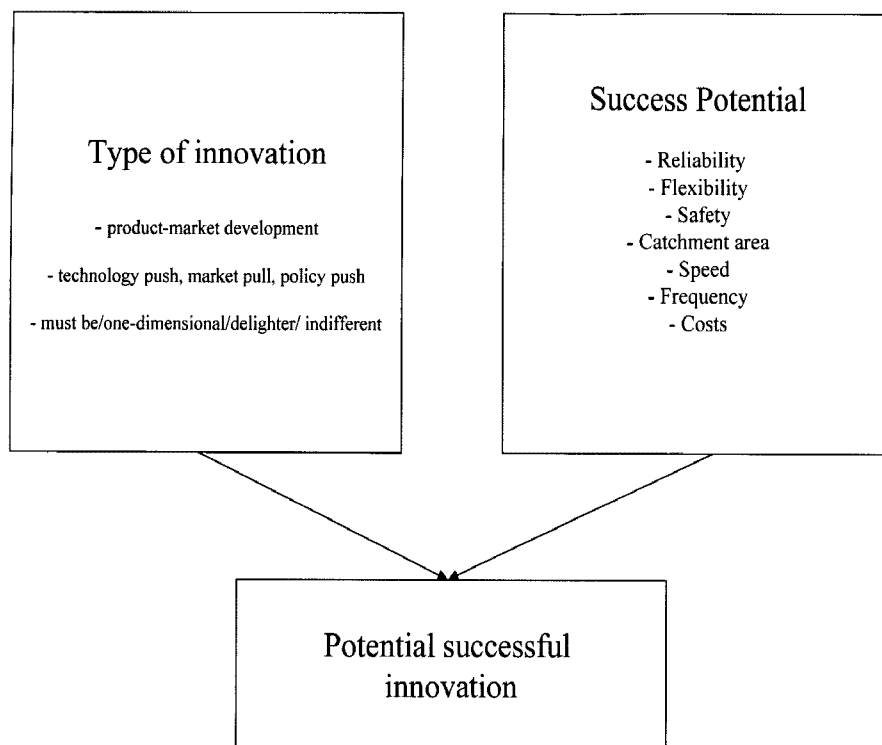 Type of innovation
- product-market development
- technology push, market pull, policy push
- must be/one-dimensional/delighter/ indifferent
Success Potential
- Reliability
- Flexibility
- Safety
- Catchment area
- Speed
- Frequency
- Costs
Potential successful
innovation